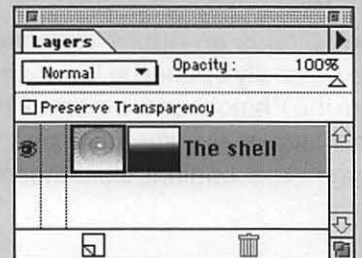 Layers
Normal Opacity: 100%
Preserve Transparency
The shell